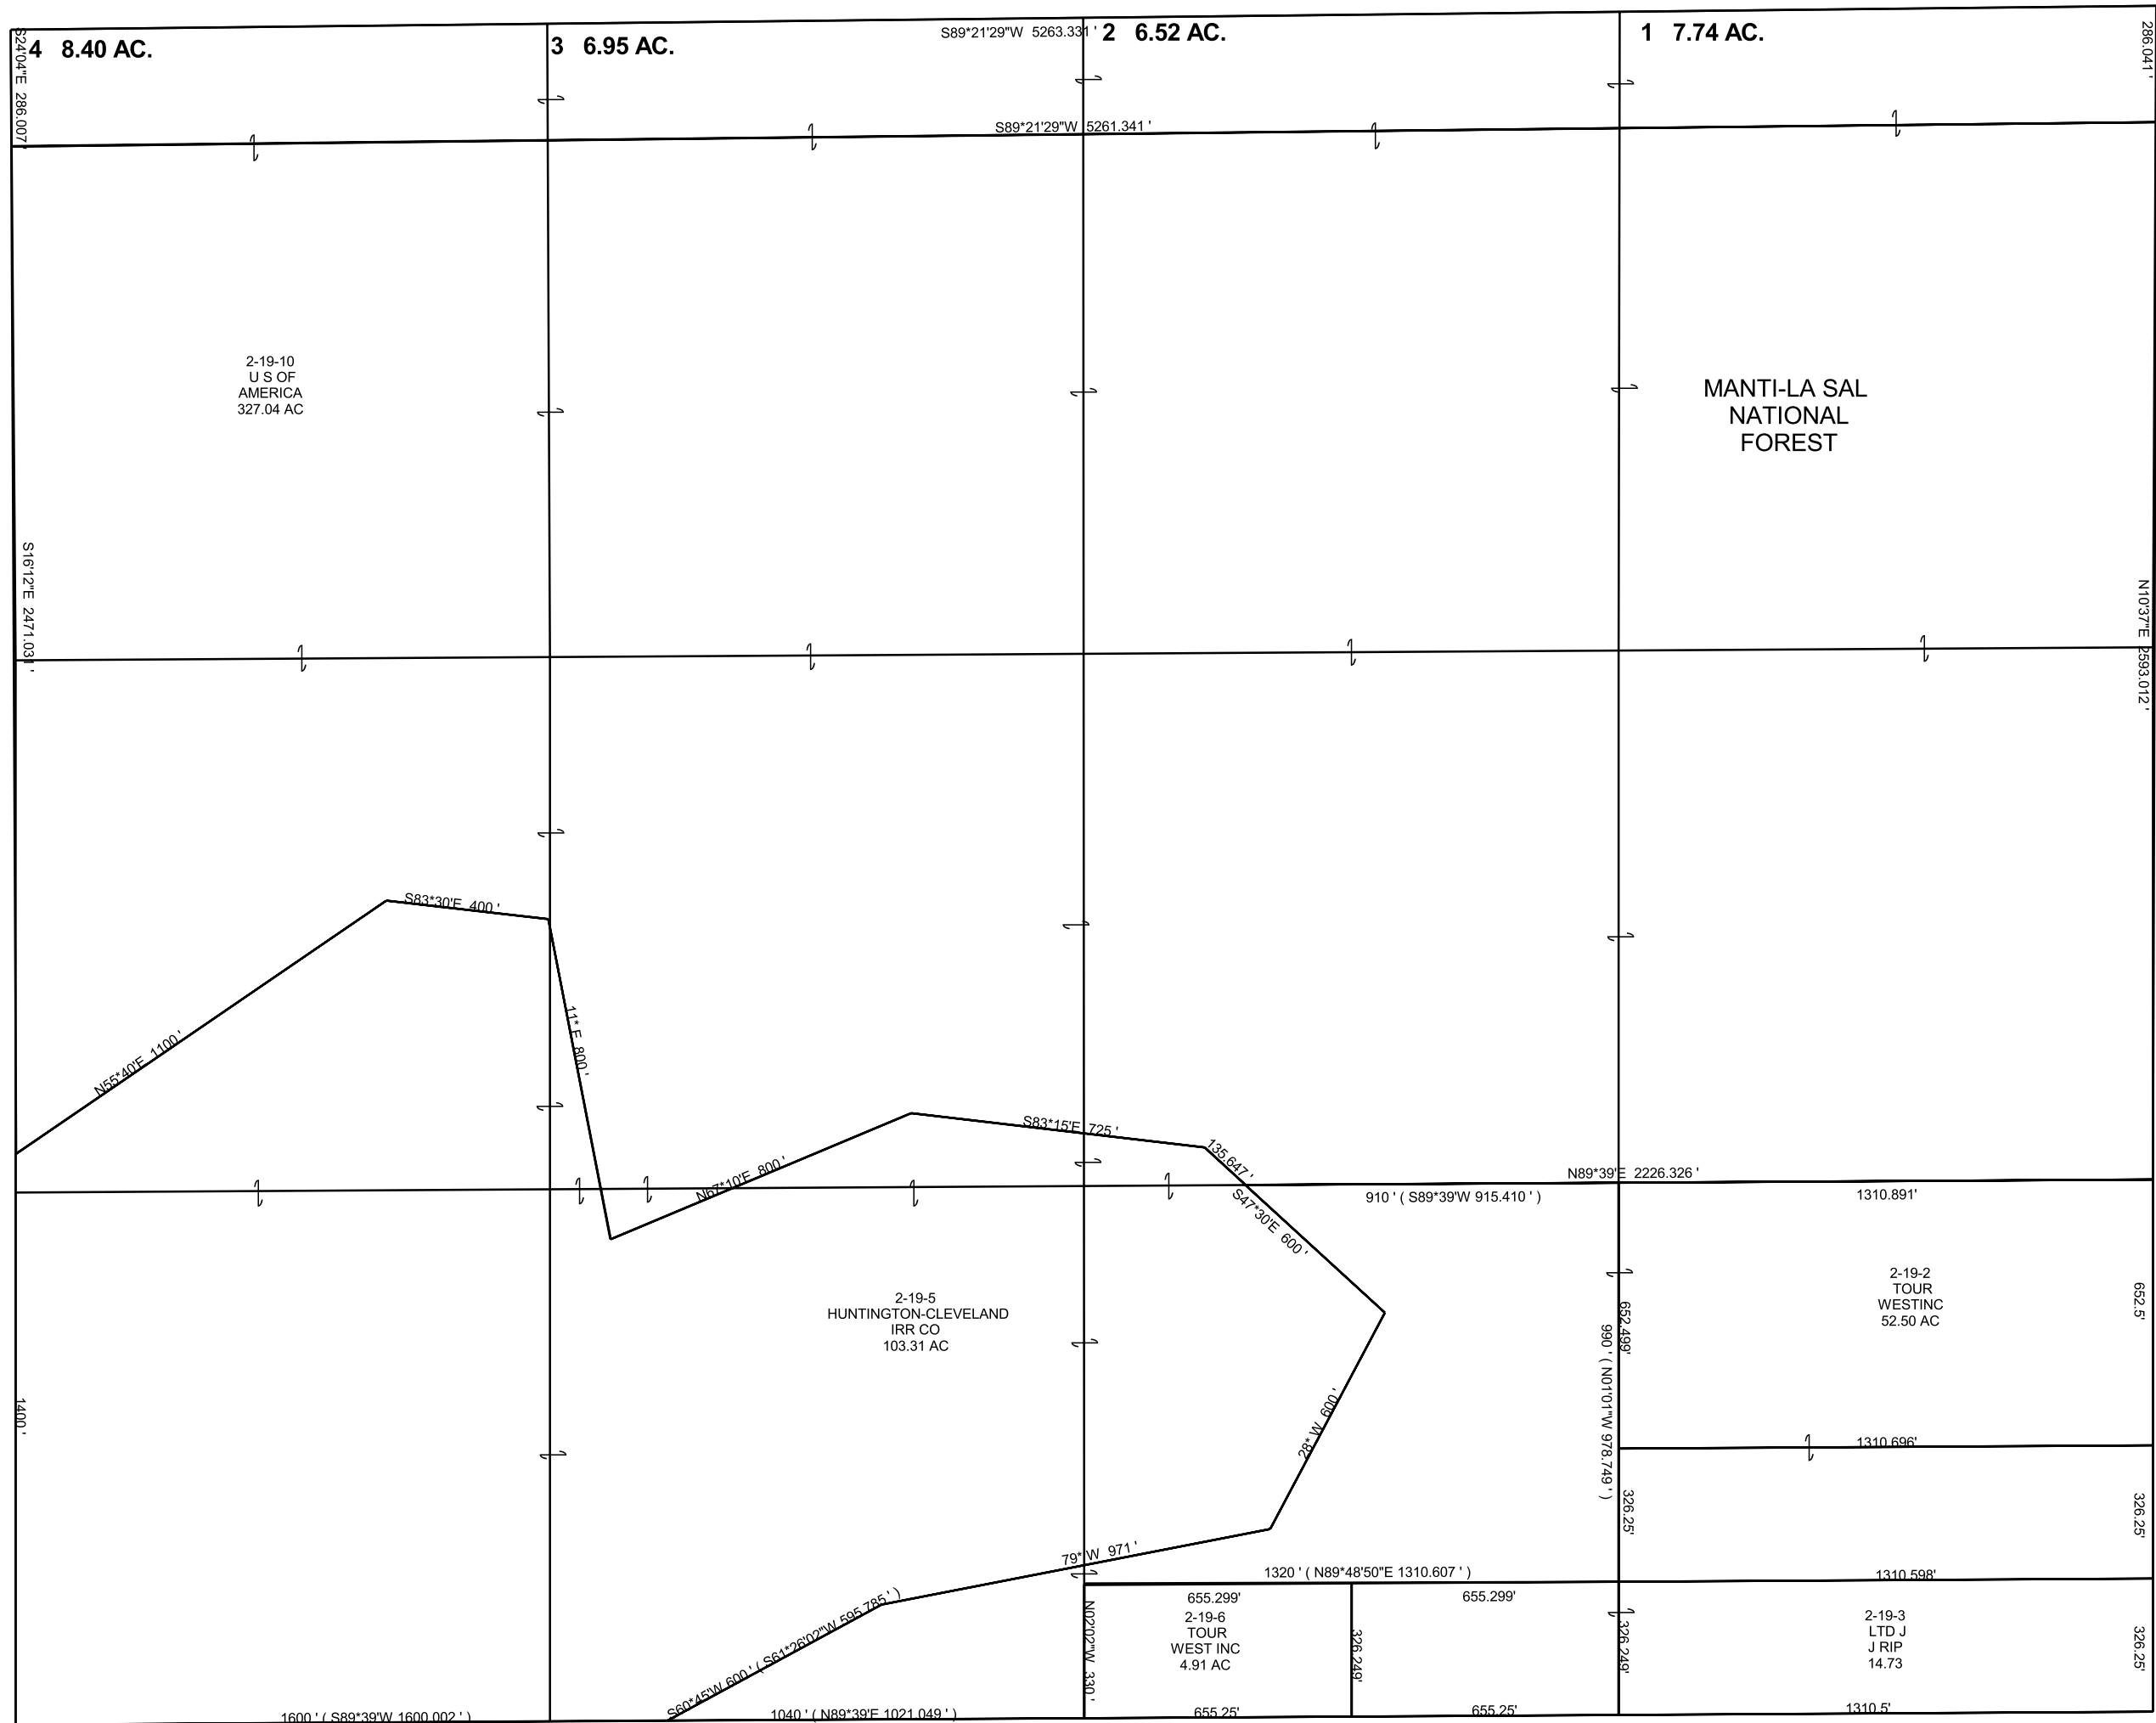 4 8.40 AC.
3 6.95 AC.
S89*21'29"W 5263.331 '
2 6.52 AC.
1 7.74 AC.
286.041 '
S24'04"E 286.007 '
S89*21'29"W 5261.341 '
2-19-10
U S OF
AMERICA
327.04 AC
MANTI-LA SAL
NATIONAL
FOREST
S16'12"E 2471.031 '
N10'37"E 2593.012 '
S83*30'E 400 '
N55*40'E 1100 '
11* E 800 '
S83*15'E 725 '
135.647 '
N67*10'E 800 '
N89*39'E 2226.326 '
910 ' ( S89*39'W 915.410 ' )
1310.891'
S47*30'E 600 '
2-19-5
HUNTINGTON-CLEVELAND
IRR CO
103.31 AC
2-19-2
TOUR
WESTINC
52.50 AC
652.5'
652.499'
990 ' ( N01'01"W 978.749 ' )
1400 '
28* W 600 '
1310.696'
326.25'
326.25'
79* W 971 '
1320 ' ( N89*48'50"E 1310.607 ' )
1310.598'
S60*45'W 600 ' ( S61*26'02"W 595.785 ' )
N02'02"W 330 '
655.299'
2-19-6
TOUR
WEST INC
4.91 AC
326.249'
655.299'
326.249'
2-19-3
LTD J
J RIP
14.73
326.25'
1600 ' ( S89*39'W 1600.002 ' )
1040 ' ( N89*39'E 1021.049 ' )
655.25'
655.25'
1310.5'